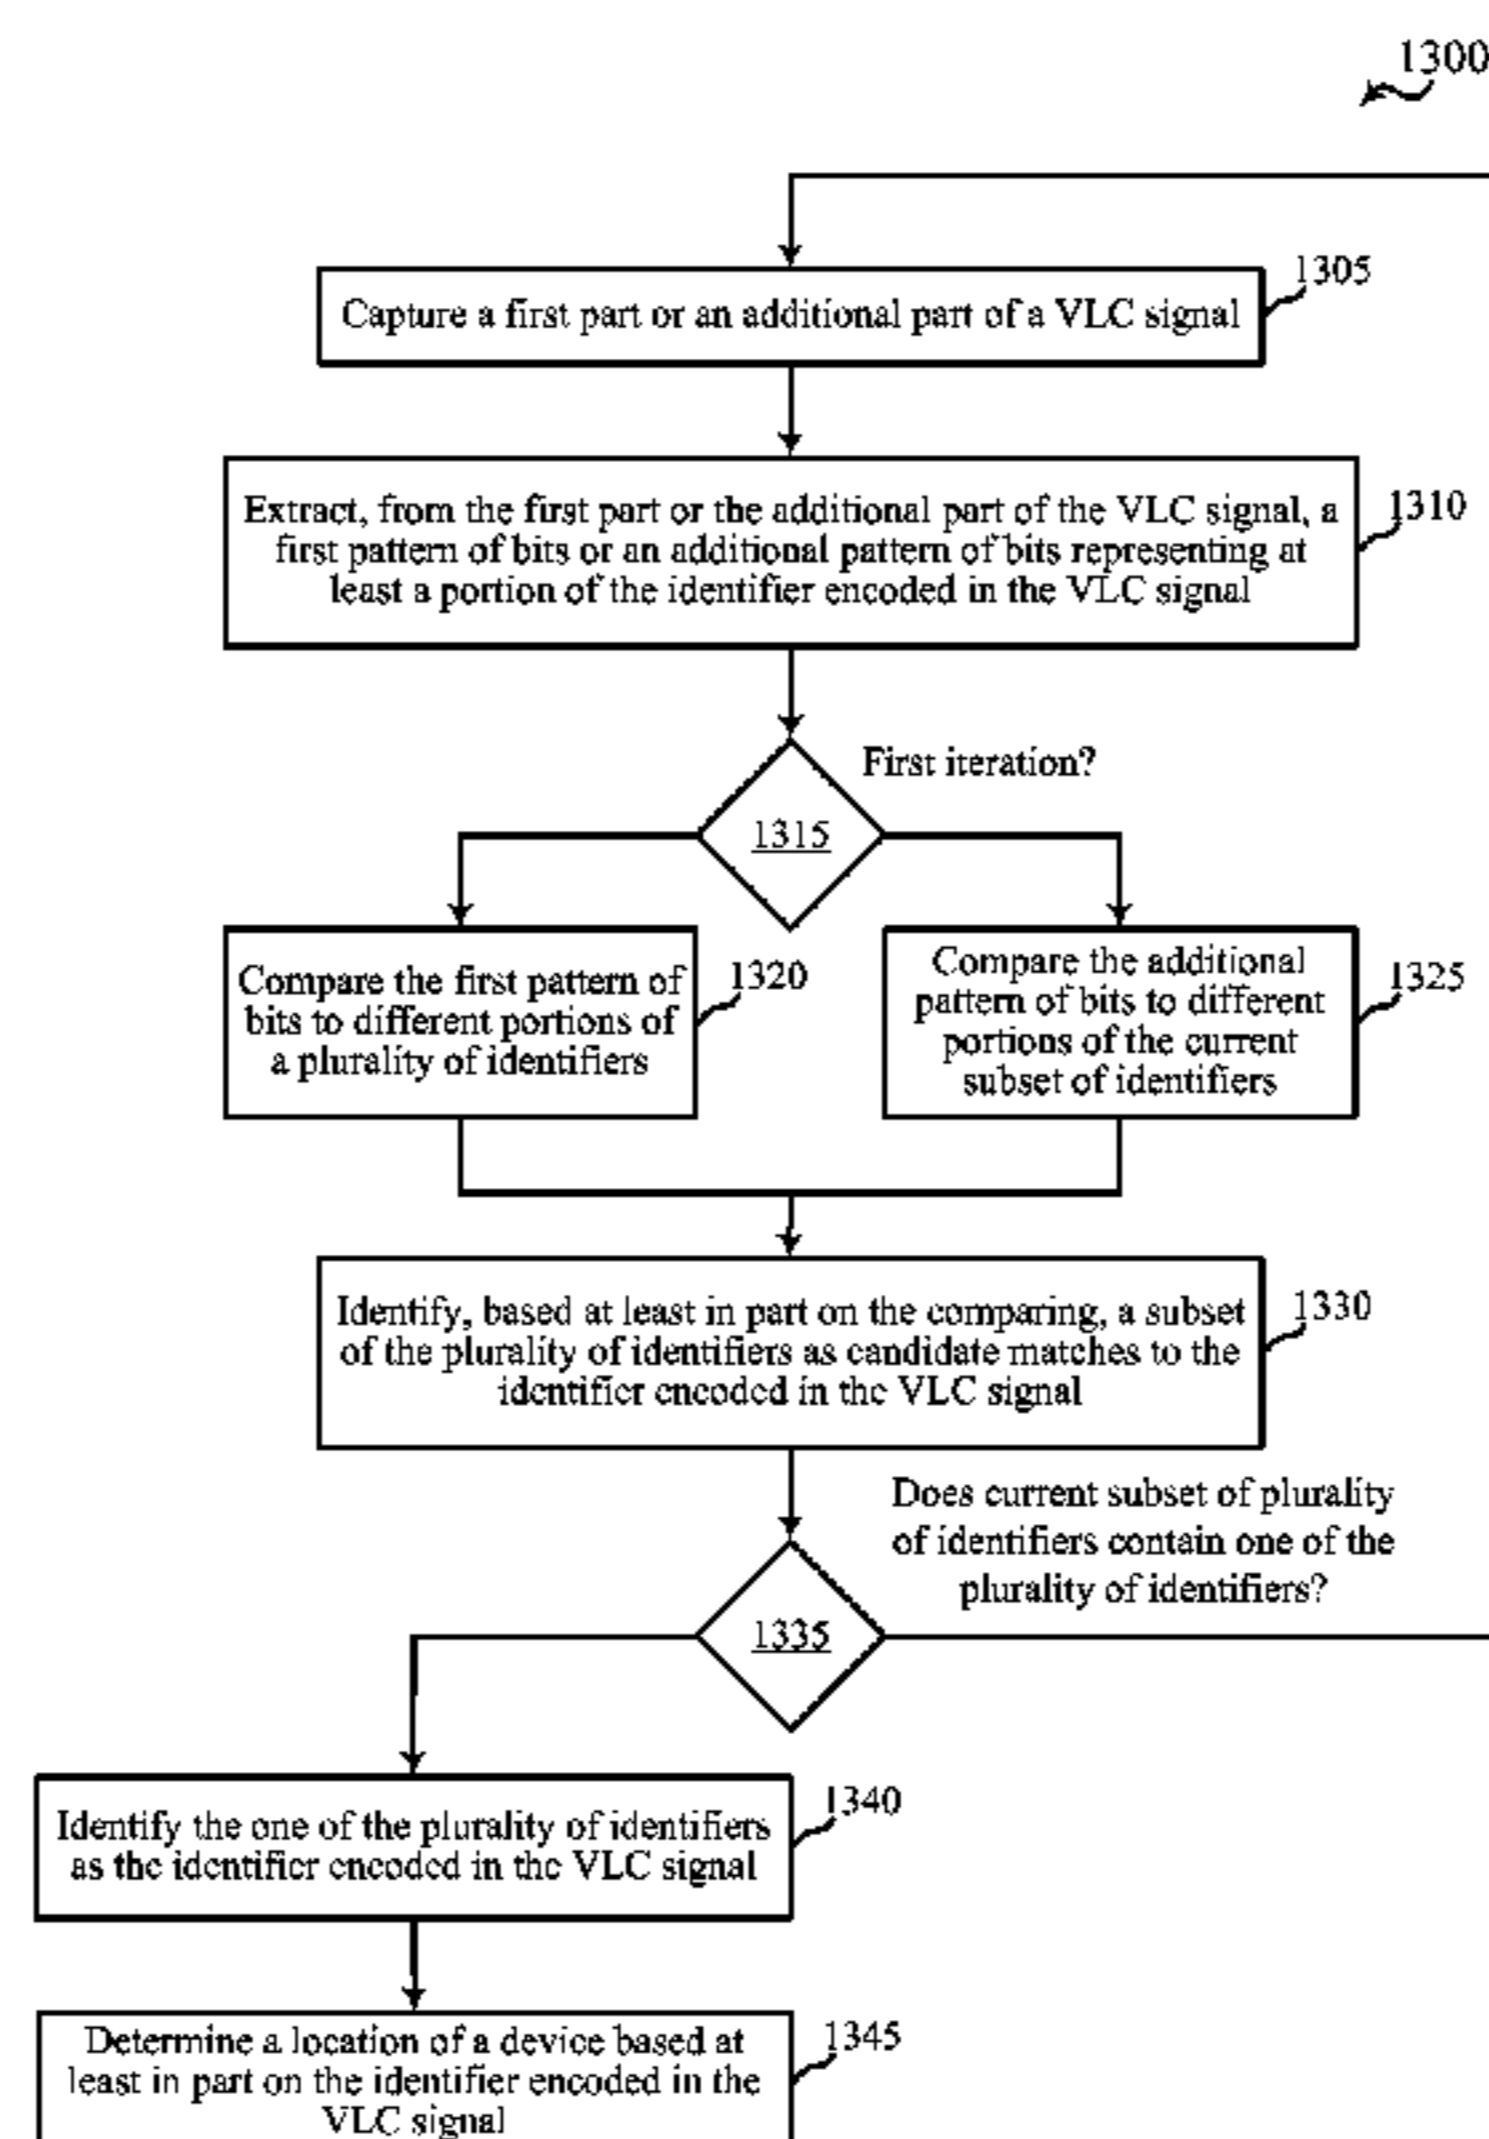 1300
Capture a first part or an additional part of a VLC signal
1305
Extract, from the first part or the additional part of the VLC signal, a
first pattern of bits or an additional pattern of bits representing at
least a portion of the identifier encoded in the VLC signal
1310
First iteration?
1315
Compare the first pattern of
bits to different portions of
a plurality of identifiers
1320
Compare the additional
pattern of bits to different
portions of the current
subset of identifiers
1325
Identify, based at least in part on the comparing, a subset
of the plurality of identifiers as candidate matches to the
identifier encoded in the VLC signal
1330
Does current subset of plurality
of identifiers contain one of the
plurality of identifiers?
1335
Identify the one of the plurality of identifiers
as the identifier encoded in the VLC signal
1340
Determine a location of a device based at
least in part on the identifier encoded in the
VLC signal
1345